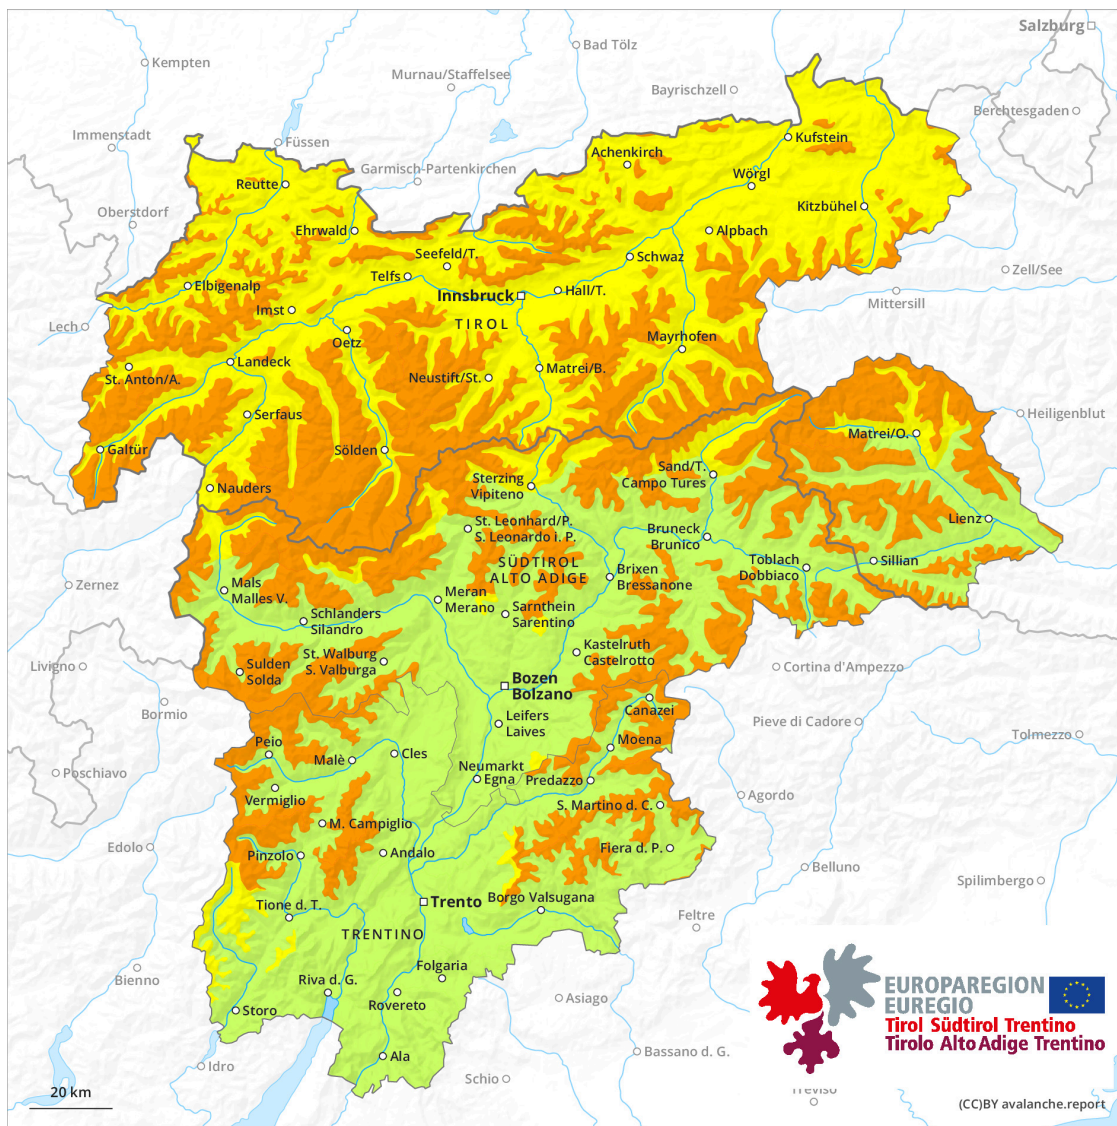 Salzburg
Bad Tölz
Kempten
Murnau/Staffelsee
Bayrischzell
Berchtesgaden
Immenstadt
Füssen
Kufstein
Achenkirch
Garmisch-Partenkirchen
Wörgl
Reutte
Oberstdorf
Kitzbühel
Ehrwald
Alpbach
Seefeld/T.
Schwaz
Telfs
Zell/See
Elbigenalp
Innsbruck
Hall/T.
Mittersill
Imst
TIROL
Lech
Oetz
Mayrhofen
Landeck
Matrei/B.
St. Anton/A.
Neustift/St.
Serfaus
Heiligenblut
Matrei/O.
Galtür
Sölden
Sand/T.
Campo Tures
Sterzing
Vipiteno
Nauders
St. Leonhard/P.
S. Leonardo i. P.
Lienz
Bruneck
Brunico
SÜDTIROL
ALTO ADIGE
Toblach
Dobbiaco
Sillian
Brixen
Bressanone
Zernez
Mals
Malles V.
Meran
Merano
Sarnthein
Sarentino
Schlanders
Silandro
Kastelruth
Castelrotto
St. Walburg
S. Valburga
Livigno
Sulden
Solda
Cortina d'Ampezzo
Bozen
Bolzano
Bormio
Canazei
Leifers
Laives
Pieve di Cadore
Tolmezzo
Peio
Moena
Cles
Malè
Neumarkt
Egna
Predazzo
Poschiavo
Vermiglio
Agordo
S. Martino d. C.
M. Campiglio
Edolo
Pinzolo
Andalo
Fiera d. P.
Belluno
Spilimbergo
Borgo Valsugana
Trento
Tione d. T.
Feltre
TRENTINO
Folgaria
Bienno
Riva d. G.
Rovereto
Asiago
Storo
EUROPAREGION
EUREGIO
Tirol Südtirol Trentino
Tirolo Alto Adige Trentino
Ala
Bassano d. G.
Idro
Schio
20 km
Treviso
(CC)BY avalanche.report